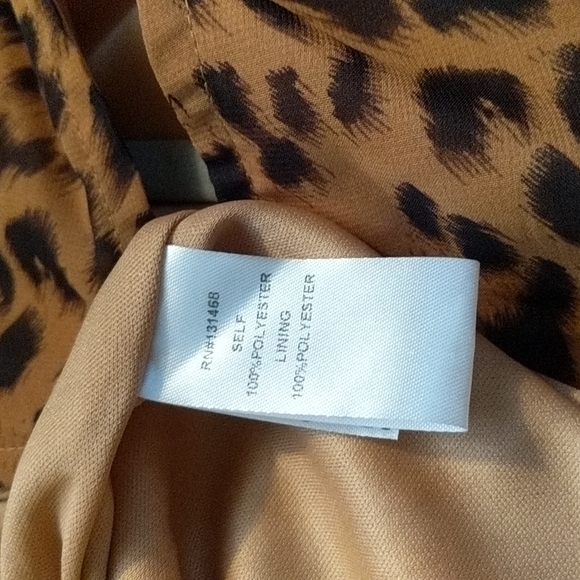 RN#131468
SELF
100%POLYESTER
LINING
100%POLYESTER